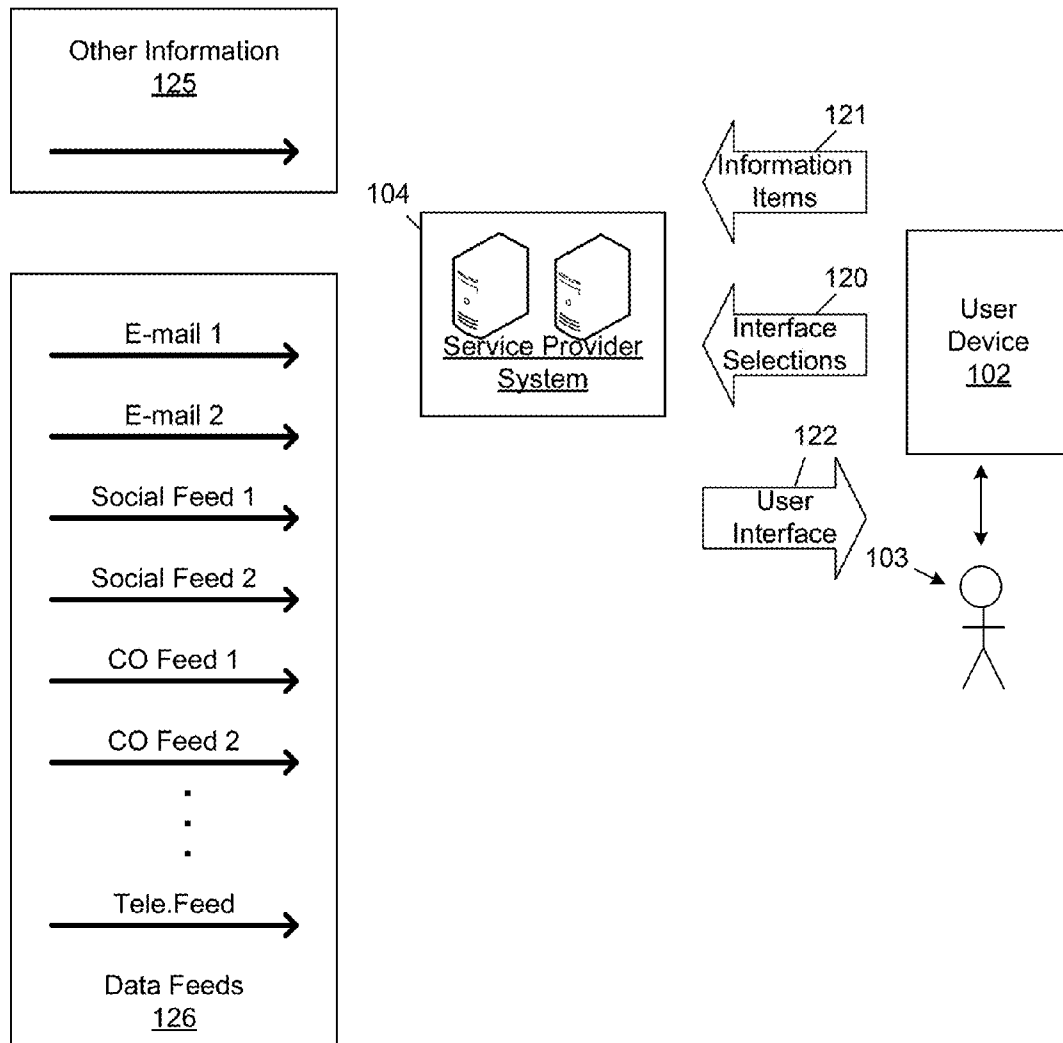 Other Information
125
E-mail 1
E-mail 2
Social Feed 1
Social Feed 2
CO Feed 1
CO Feed 2
Tele.Feed
Data Feeds
126
104
Service Provider
System
121
Information
Items
120
Interface
Selections
122
User
Interface
User
Device
102
103